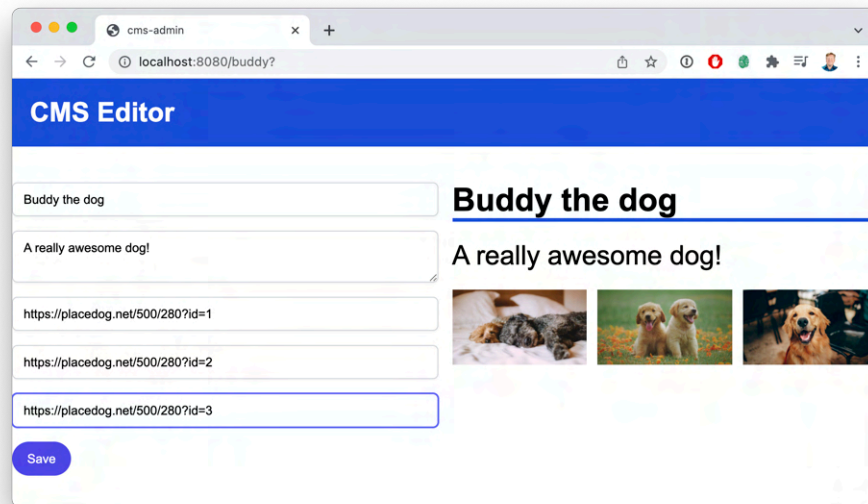 cms-admin
localhost:8080/buddy?
CMS Editor
Buddy the dog
A really awesome dog!
https://placedog.net/500/280?id=1
https://placedog.net/500/280?id=2
https://placedog.net/500/280?id=3
Save
Buddy the dog
A really awesome dog!